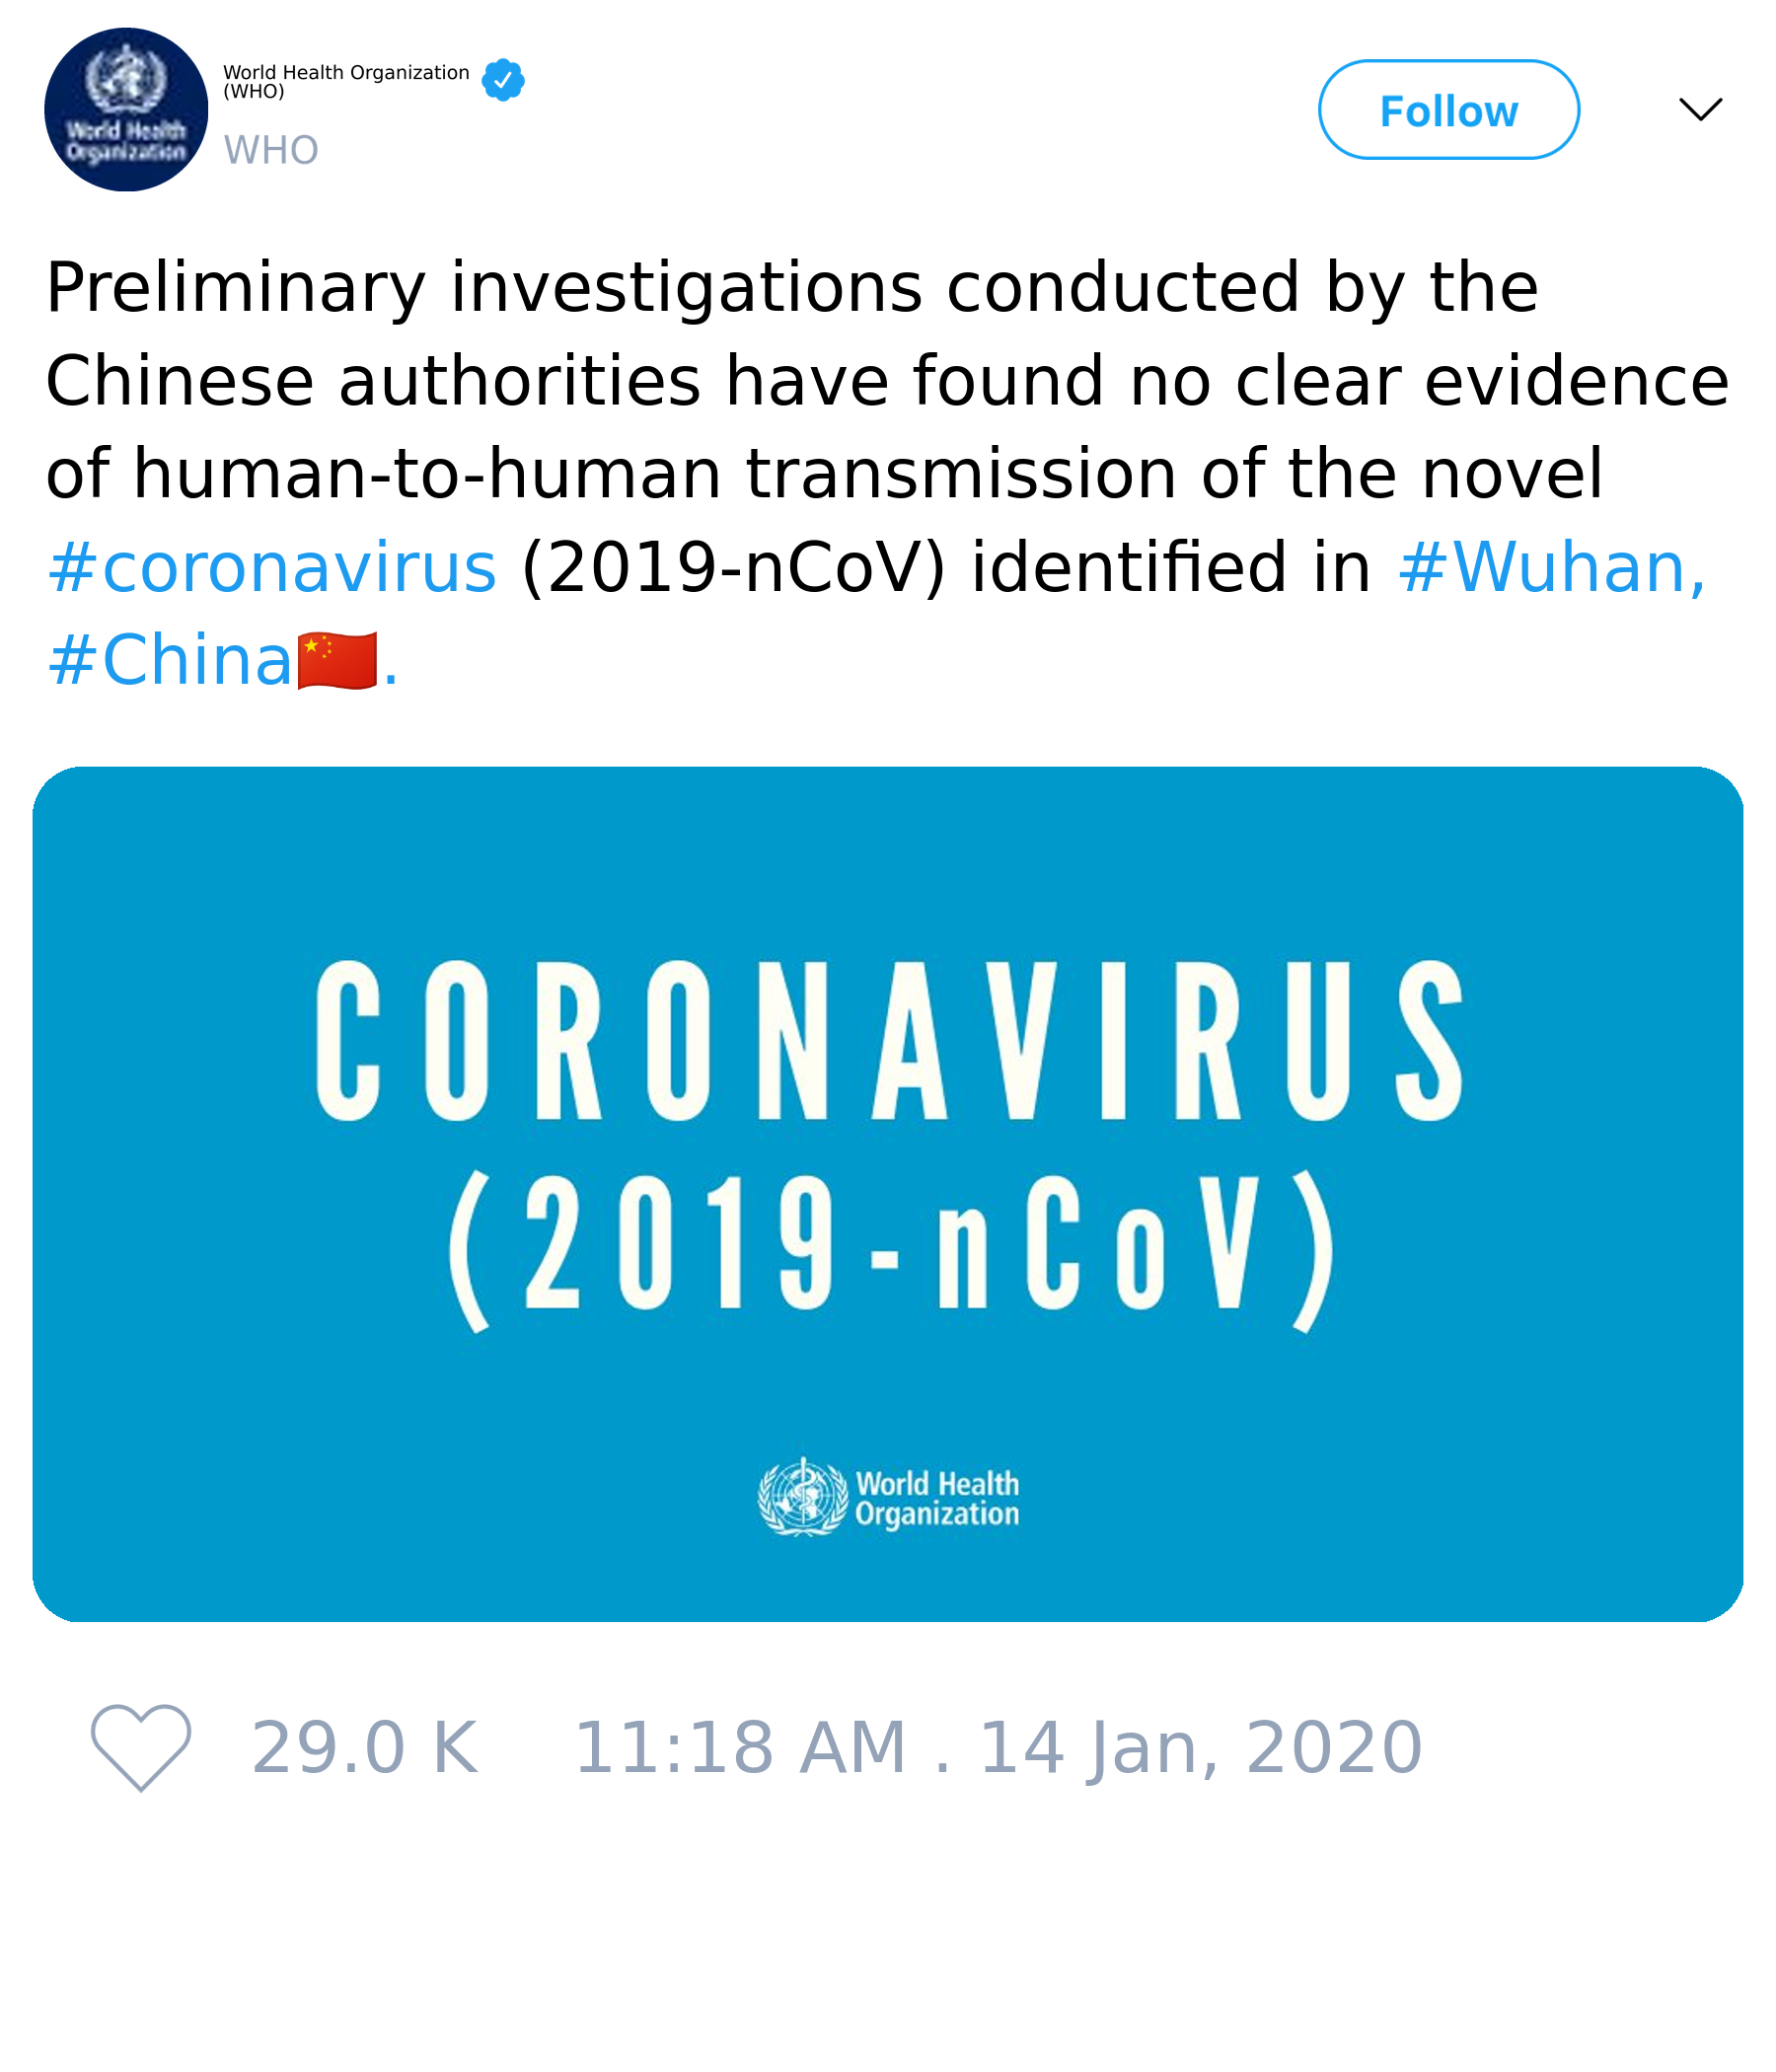 World Health
Organization
World Health Organization
(WHO)
WHO
Follow
Preliminary investigations conducted by the
Chinese authorities have found no clear evidence
of human-to-human transmission of the novel
#coronavirus (2019-nCoV) identified in #Wuhan,
#China🇨🇳.
CORONAVIRUS
(2019-nCoV)
World Health
Organization
29.0 K 11:18 AM . 14 Jan, 2020